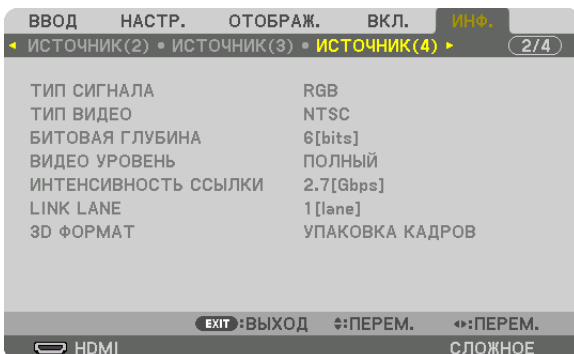 ВВОД НАСТР. ОТОБРАЖ. ВКЛ. ИНФ.
ИСТОЧНИК(2) • ИСТОЧНИК(3) • ИСТОЧНИК(4) 2/4
ТИП СИГНАЛА RGB
ТИП ВИДЕО NTSC
БИТОВАЯ ГЛУБИНА 6[bits]
ВИДЕО УРОВЕНЬ ПОЛНЫЙ
ИНТЕНСИВНОСТЬ ССЫЛКИ 2.7[Gbps]
LINK LANE 1[lane]
3D ФОРМАТ УПАКОВКА КАДРОВ
EXIT:ВЫХОД :ПЕРЕМ. :ПЕРЕМ.
HDMI СЛОЖНОЕ